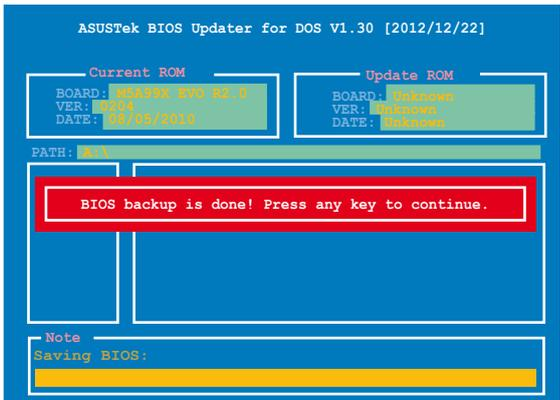 ASUSTek BIOS Updater for DOS V1.30 [2012/12/22]
Current ROM
BOARD: M5A99X EVO R2.0
VER: 0204
DATE: 08/05/2010
Update ROM
BOARD: Unknown
VER: Unknown
DATE: Unknown
PATH: A:\
BIOS backup is done! Press any key to continue.
Note
Saving BIOS: